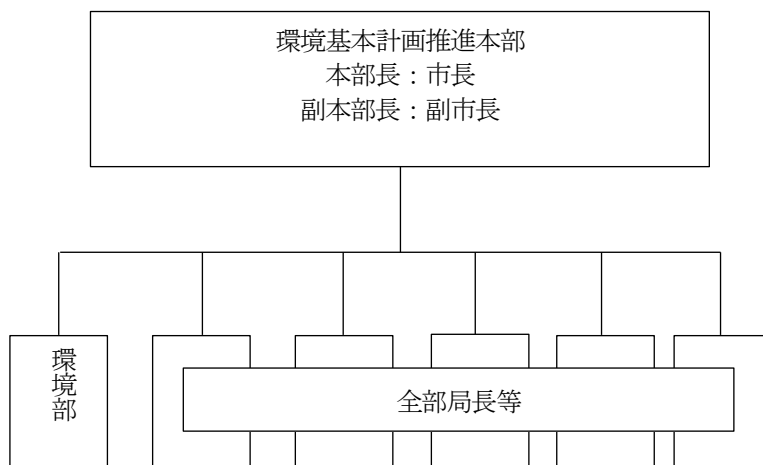 環境基本計画推進本部
本部長：市長
副本部長：副市長
環境部
全部局長等